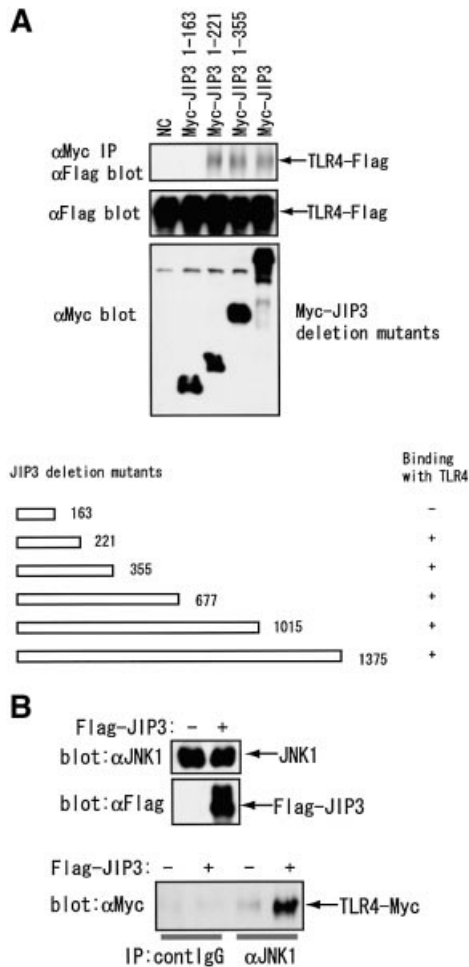 A
NC
Myc-JIP3 1-163
Myc-JIP3 1-221
Myc-JIP3 1-355
Myc-JIP3
αMyc IP
αFlag blot
TLR4-Flag
αFlag blot
TLR4-Flag
αMyc blot
Myc-JIP3
deletion mutants
JIP3 deletion mutants
Binding
with TLR4
163 -
221 +
355 +
677 +
1015 +
1375 +
B
Flag-JIP3: - +
blot:αJNK1 JNK1
blot:αFlag Flag-JIP3
Flag-JIP3: - + - +
blot:αMyc TLR4-Myc
IP:contIgG αJNK1